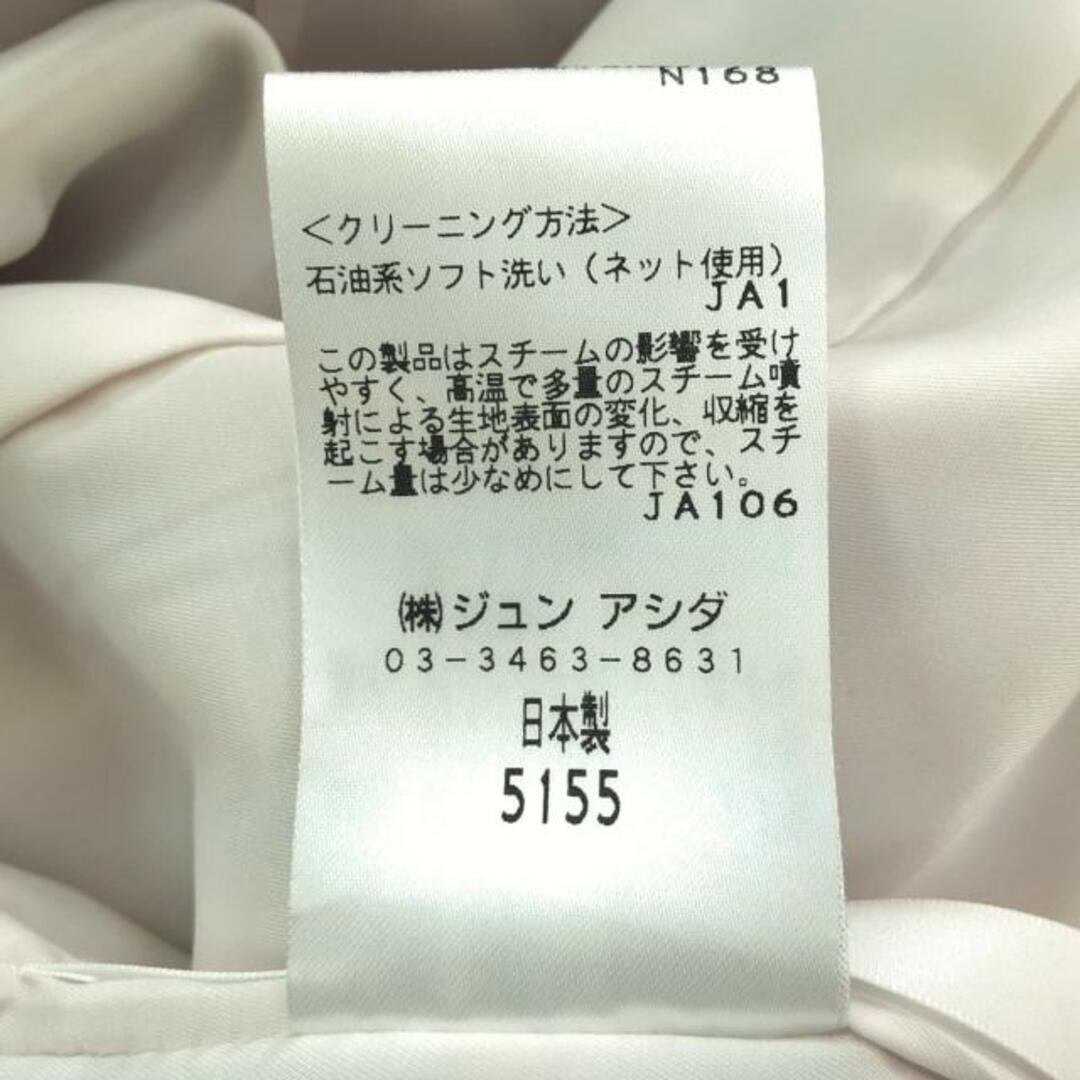 N168
＜クリーニング方法＞
石油系ソフト洗い（ネット使用）
JA1
この製品はスチームの影響を受け
やすく、高温で多量のスチーム噴
射による生地表面の変化、収縮を
起こす場合がありますので、スチ
ーム量は少なめにして下さい。
JA106
㈱ジュン アシダ
03-3463-8631
日本製
5155